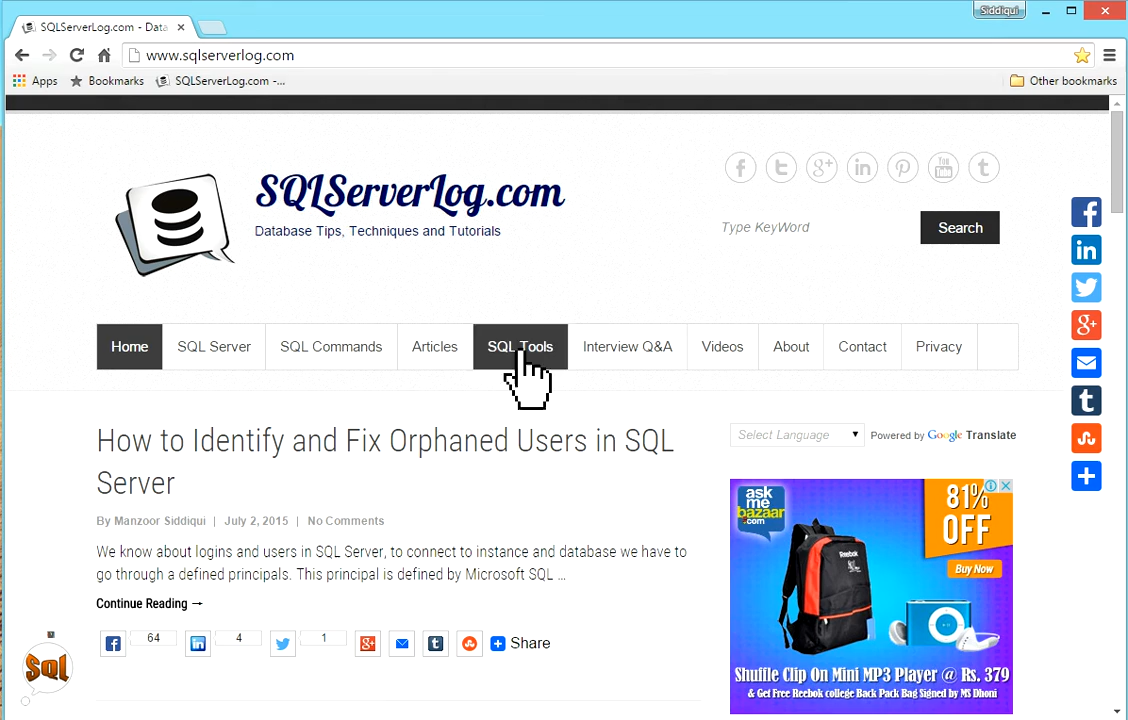 Siddiqui
SQLServerLog.com - Data
www.sqlserverlog.com
Apps Bookmarks SQLServerLog.com -... Other bookmarks
SQLServerLog.com
Database Tips, Techniques and Tutorials
You
Tube
Type KeyWord Search
Home SQL Server SQL Commands Articles SQL Tools Interview Q&A Videos About Contact Privacy
How to Identify and Fix Orphaned Users in SQL
Server
By Manzoor Siddiqui | July 2, 2015 | No Comments
We know about logins and users in SQL Server, to connect to instance and database we have to
go through a defined principals. This principal is defined by Microsoft SQL ...
Continue Reading →
64 4 1 Share
Sql
Select Language Powered by Google Translate
ask
me
bazaar
.com
81%
OFF
Buy Now
Reebok
Shuffle Clip On Mini MP3 Player @ Rs. 379
& Get Free Reebok college Back Pack Bag Signed by MS Dhoni